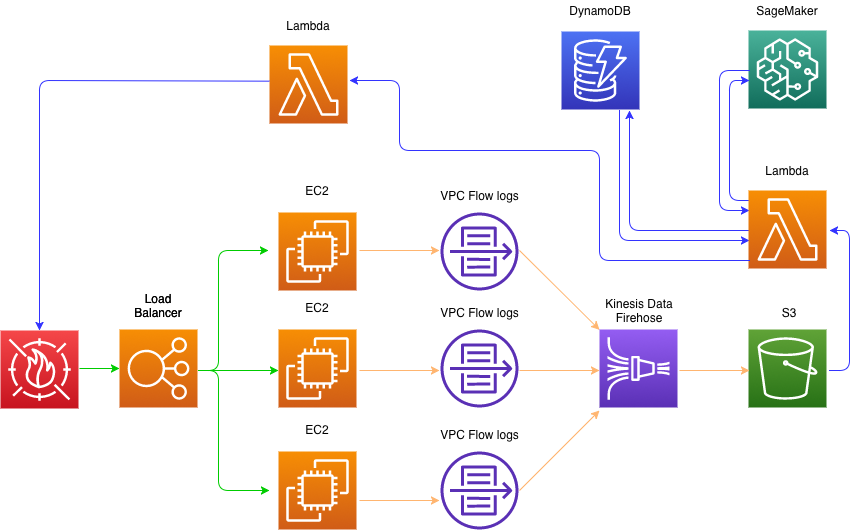 DynamoDB
SageMaker
Lambda
Lambda
EC2
VPC Flow logs
Load
Balancer
EC2
VPC Flow logs
Kinesis Data
Firehose
S3
EC2
VPC Flow logs